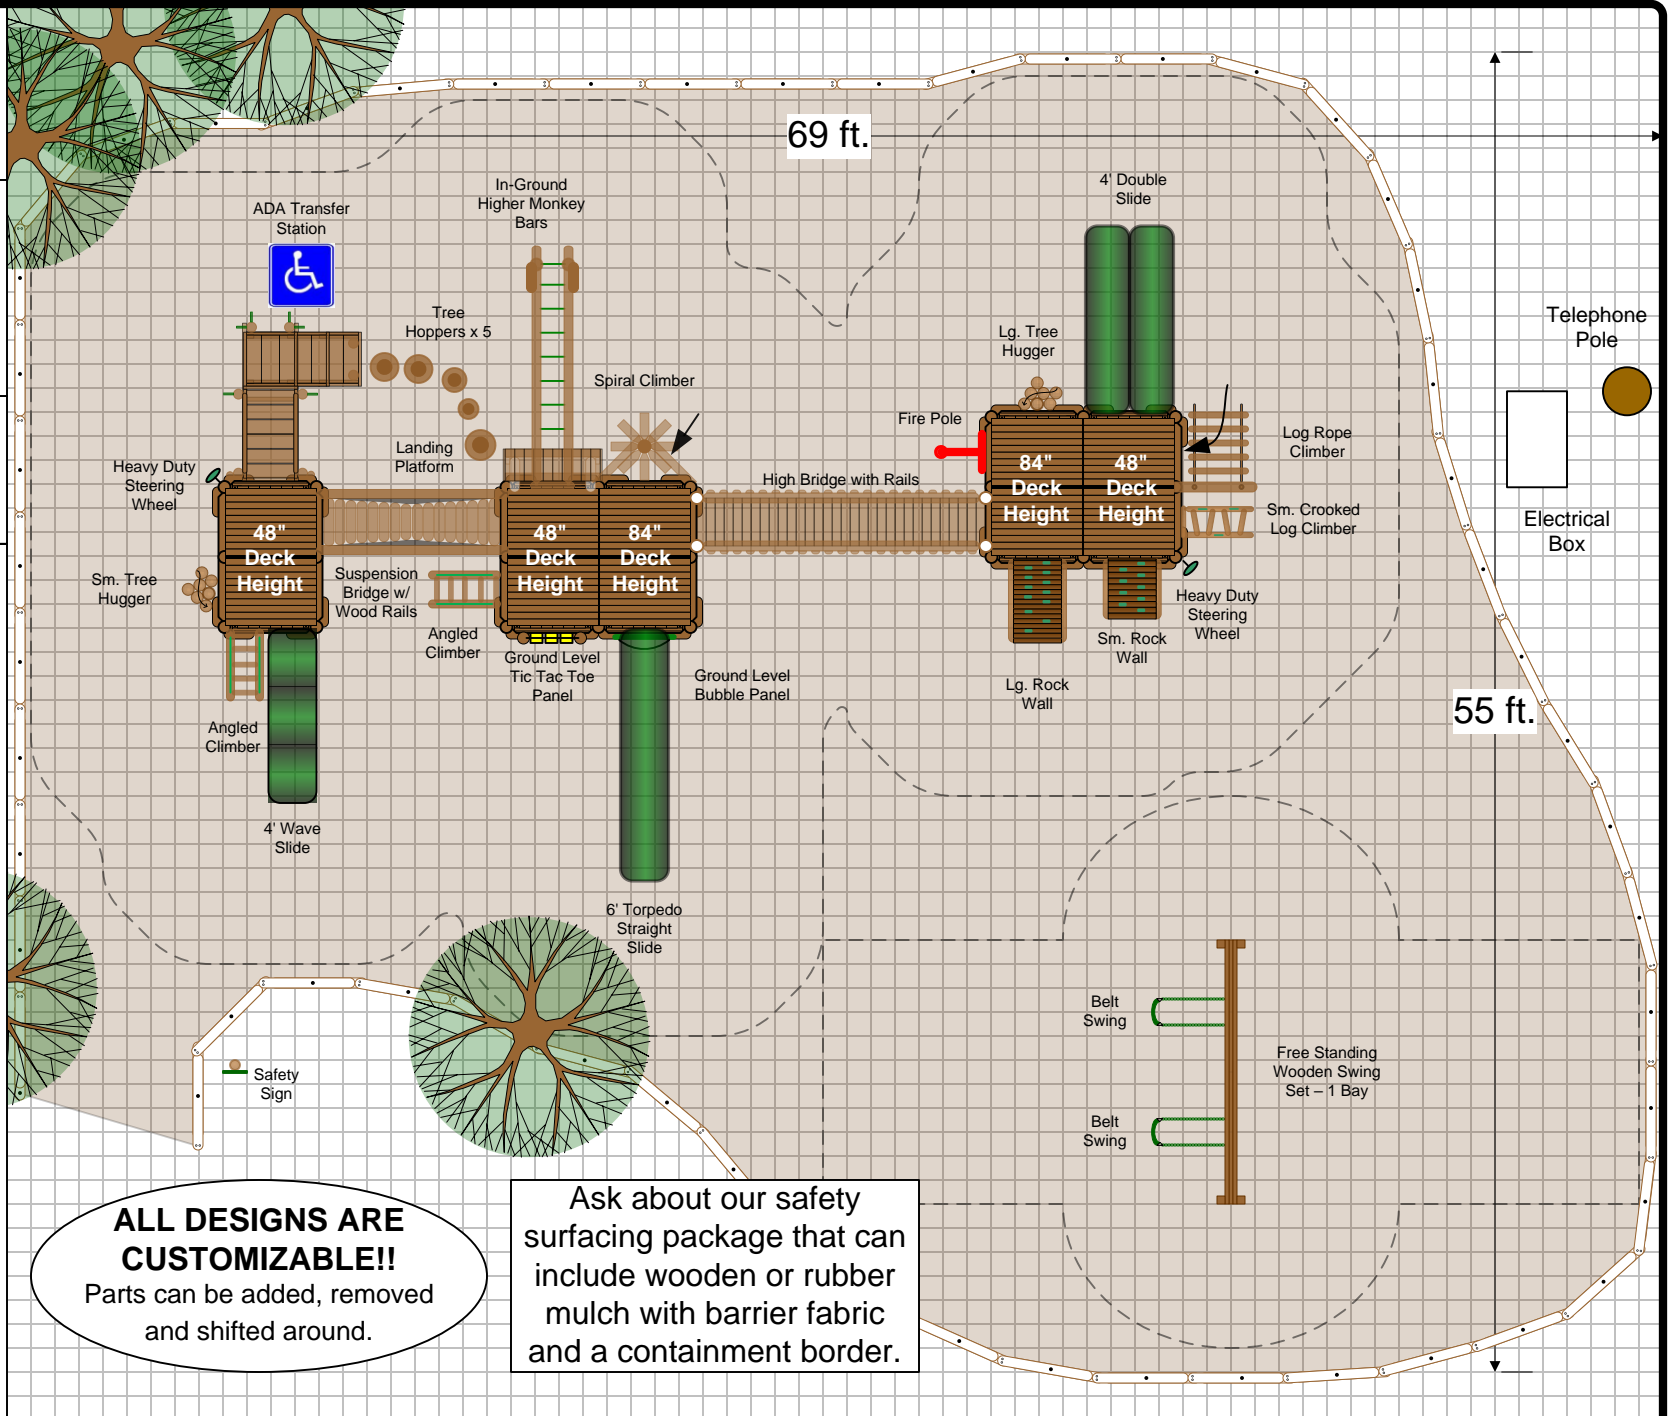 69 ft.
4' Double
Slide
In-Ground
Higher Monkey
Bars
ADA Transfer
Station
Tree
Hoppers x 5
Telephone
Pole
Lg. Tree
Hugger
Spiral Climber
Fire Pole
Log Rope
Climber
Landing
Platform
Heavy Duty
Steering
Wheel
High Bridge with Rails
84"
Deck
Height
48"
Deck
Height
Sm. Crooked
Log Climber
Electrical
Box
48"
Deck
Height
48"
Deck
Height
84"
Deck
Height
Sm. Tree
Hugger
Suspension
Bridge w/
Wood Rails
Heavy Duty
Steering
Wheel
Angled
Climber
Sm. Rock
Wall
Ground Level
Tic Tac Toe
Panel
Ground Level
Bubble Panel
Lg. Rock
Wall
55 ft.
Angled
Climber
4' Wave
Slide
6' Torpedo
Straight
Slide
Belt
Swing
Free Standing
Wooden Swing
Set – 1 Bay
Belt
Swing
Safety
Sign
ALL DESIGNS ARE
CUSTOMIZABLE!!
Parts can be added, removed
and shifted around.
Ask about our safety
surfacing package that can
include wooden or rubber
mulch with barrier fabric
and a containment border.